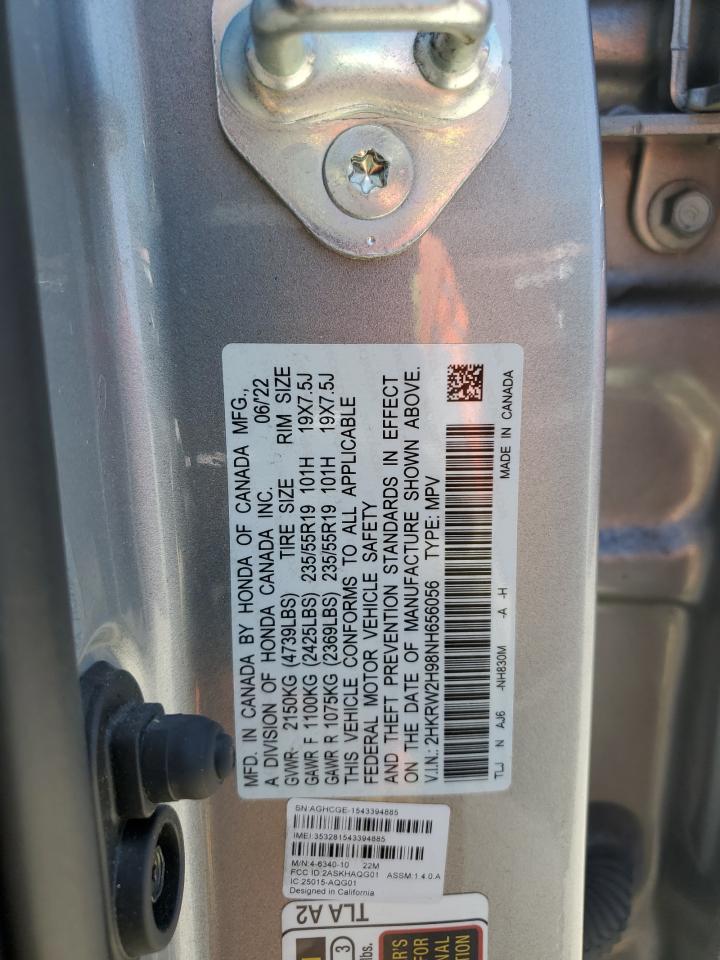 MFD. IN CANADA BY HONDA OF CANADA MFG.,
A DIVISION OF HONDA CANADA INC. 06/22
GVWR- 2150KG (4739LBS) TIRE SIZE RIM SIZE
GAWR F 1100KG (2425LBS) 235/55R19 101H 19X7.5J
GAWR R 1075KG (2369LBS) 235/55R19 101H 19X7.5J
THIS VEHICLE CONFORMS TO ALL APPLICABLE
FEDERAL MOTOR VEHICLE SAFETY
AND THEFT PREVENTION STANDARDS IN EFFECT
ON THE DATE OF MANUFACTURE SHOWN ABOVE.
V.I.N.: 2HKRW2H98NH656056 TYPE: MPV
TLJ N AJ6 -NH830M -A -H MADE IN CANADA
SN:AGHCGE-1543394885
IMEI:353281543394885
M/N:4-6340-10 22M
FCC ID:2ASKHAQG01 ASSM:1.4.0.A
IC:25015-AQG01
Designed in California
TLA A2
3
lbs.